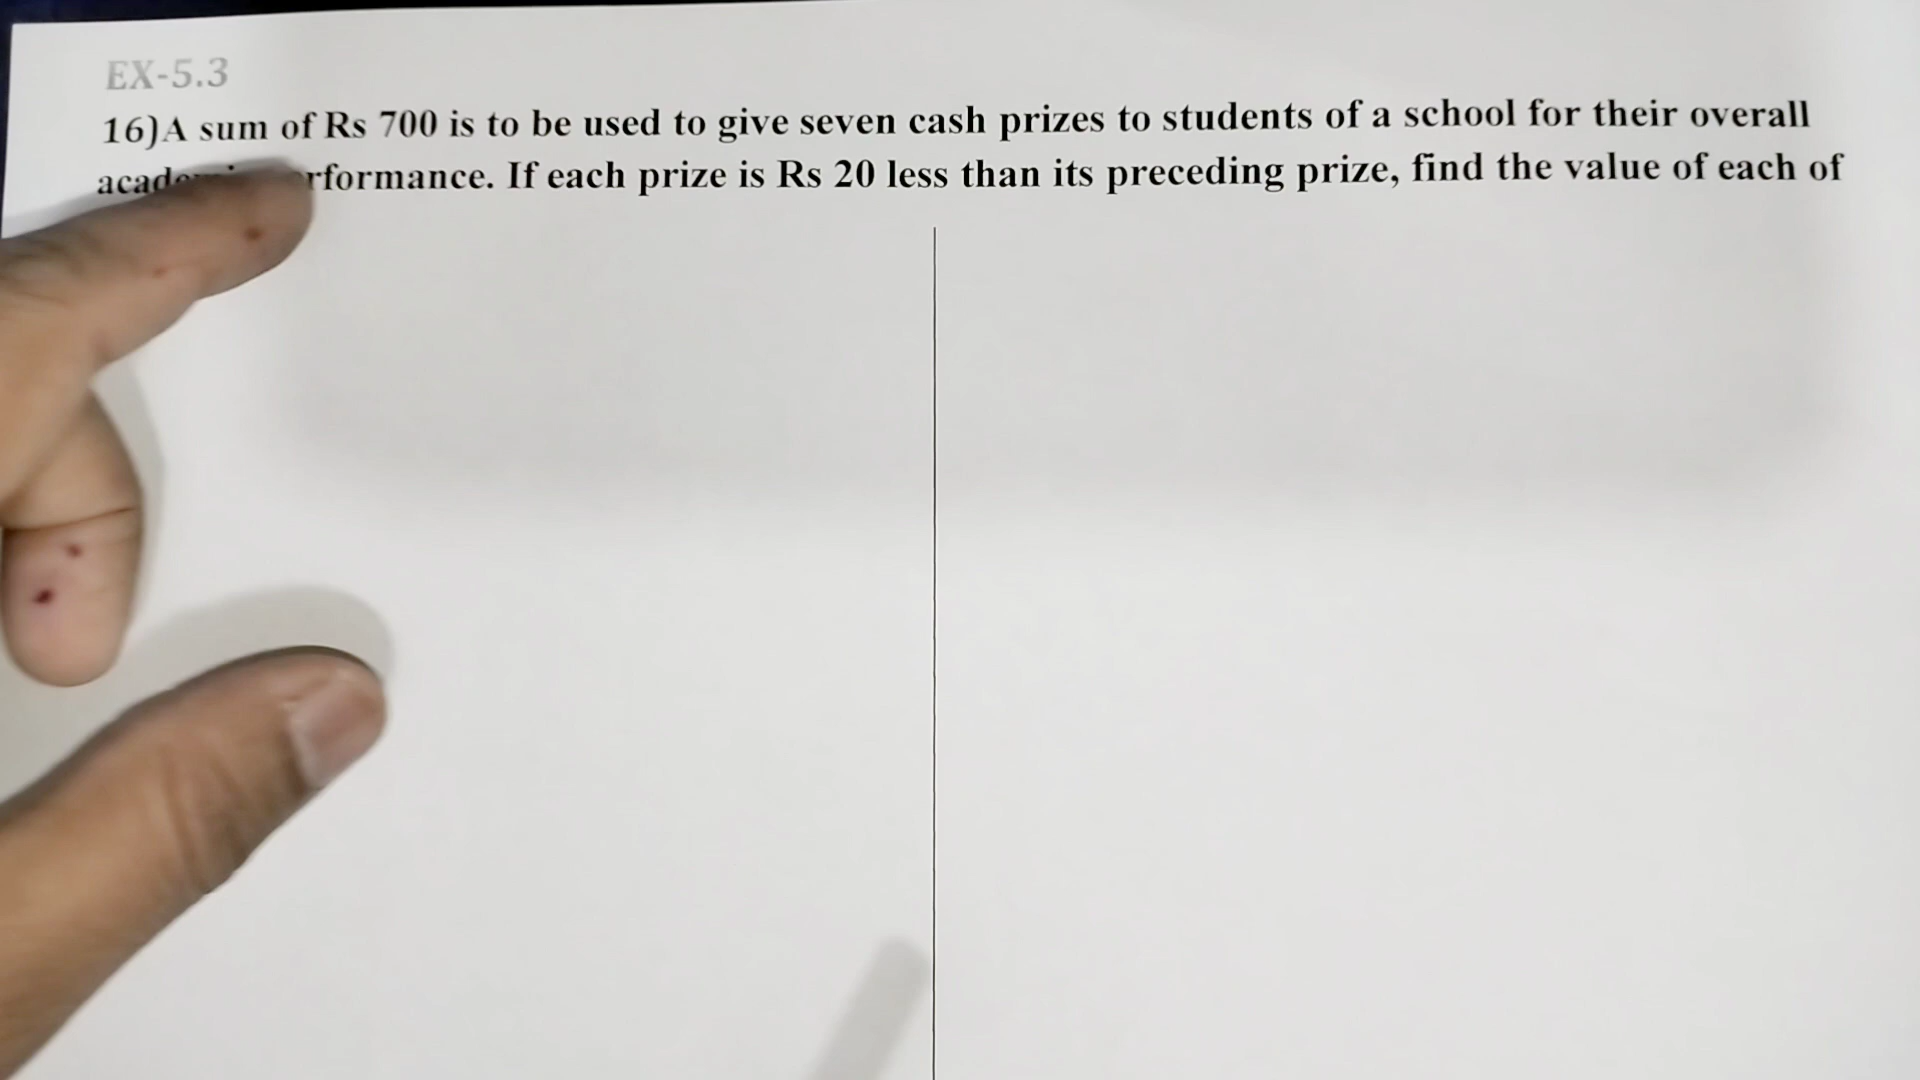 EX-5.3
16)A sum of Rs 700 is to be used to give seven cash prizes to students of a school for their overall
performance. If each prize is Rs 20 less than its preceding prize, find the value of each of